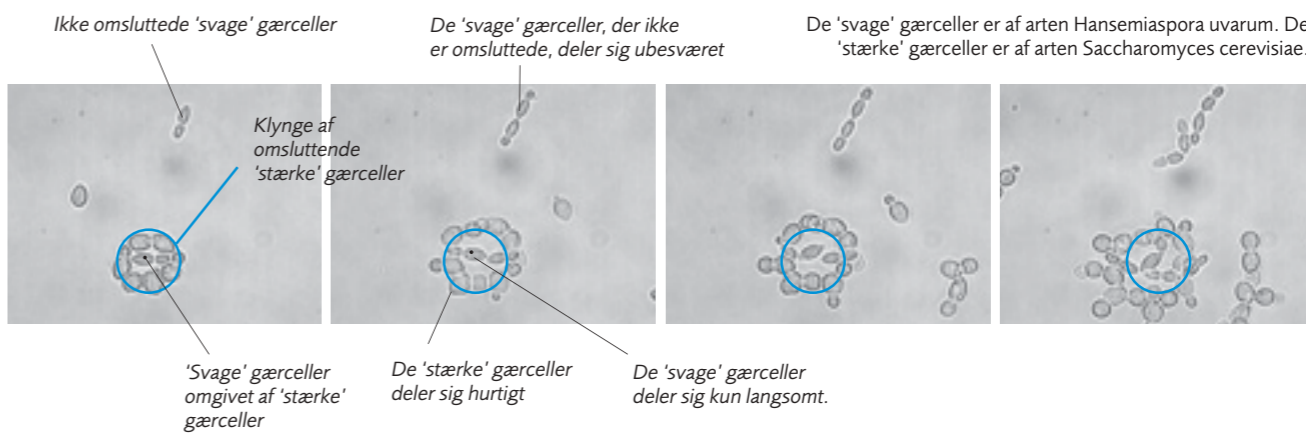 Ikke omsluttede 'svage' gærceller
De 'svage' gærceller, der ikke
er omsluttede, deler sig ubesværet
De 'svage' gærceller er af arten Hansemiaspora uvarum. De
'stærke' gærceller er af arten Saccharomyces cerevisiae.
Klynge af
omsluttende
'stærke' gærceller
'Svage' gærceller
omgivet af 'stærke'
gærceller
De 'stærke' gærceller
deler sig hurtigt
De 'svage' gærceller
deler sig kun langsomt.